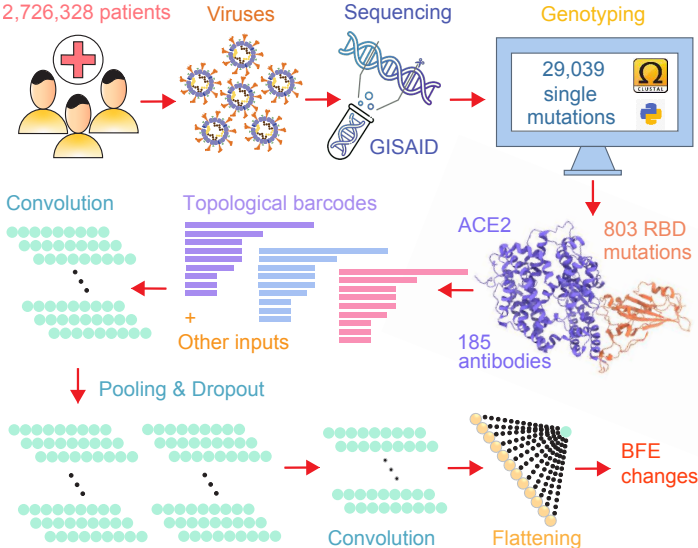 2,726,328 patients
Viruses
Sequencing
Genotyping
GISAID
29,039
single
mutations
CLUSTAL
Convolution
Topological barcodes
ACE2
803 RBD
mutations
+
Other inputs
185
antibodies
Pooling & Dropout
Convolution
Flattening
BFE
changes